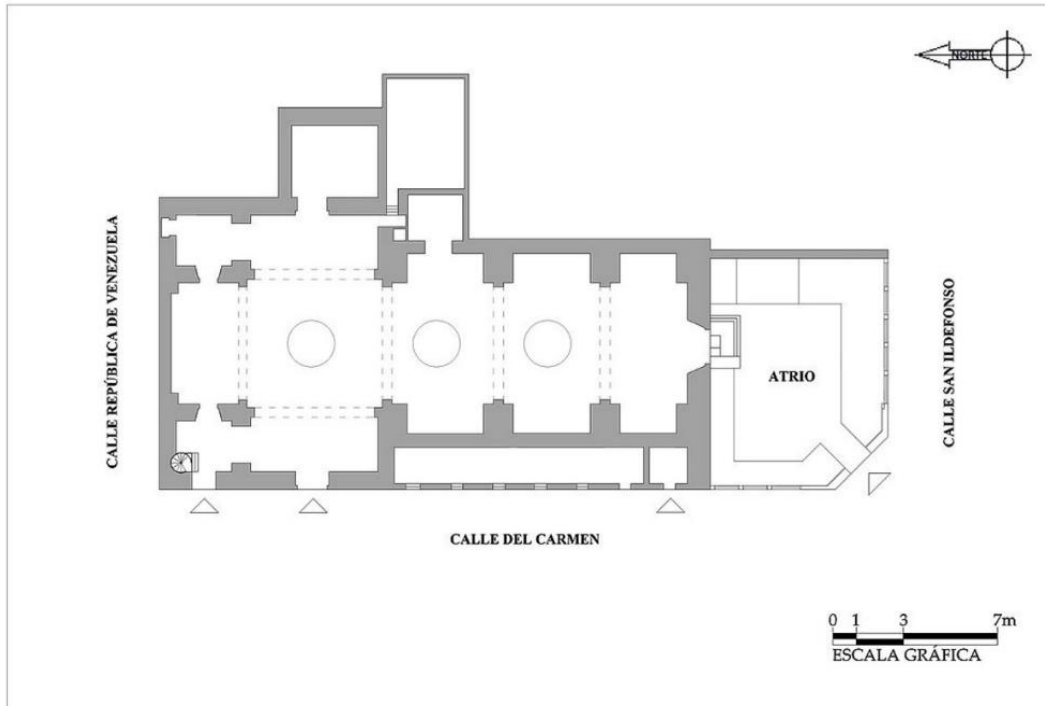 NORTE
CALLE REPÚBLICA DE VENEZUELA
ATRIO
CALLE SAN ILDEFONSO
CALLE DEL CARMEN
0 1 3 7m
ESCALA GRÁFICA